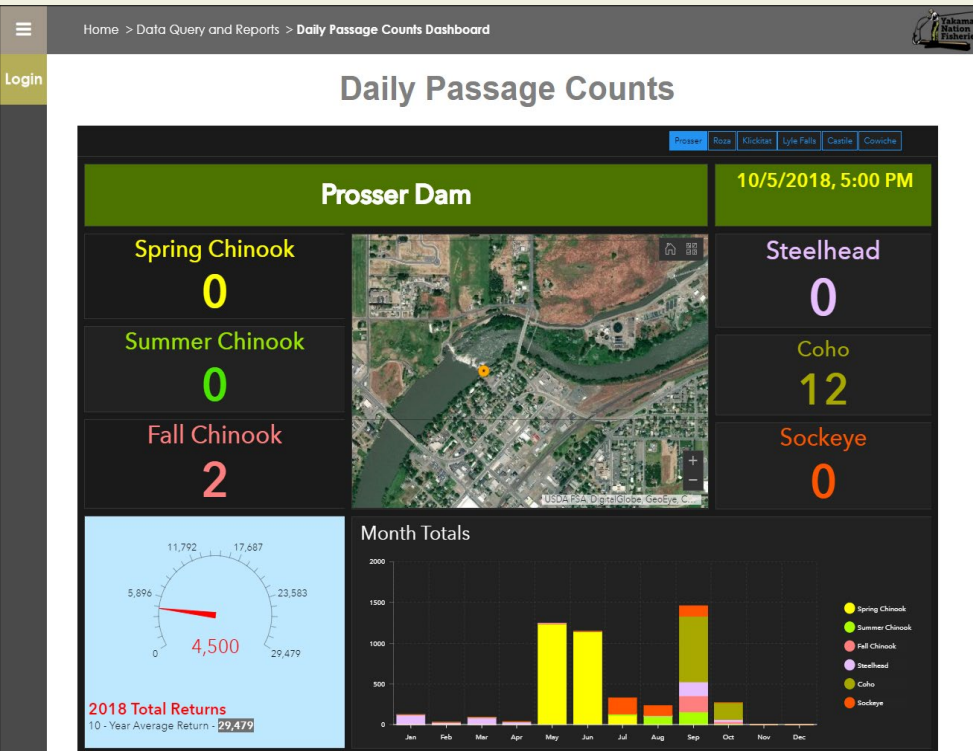 Home > Data Query and Reports > Daily Passage Counts Dashboard
Yakama
Nation
Fisheries
Login
Daily Passage Counts
Prosser Roza Klickitat Lyle Falls Castile Cowiche
Prosser Dam
10/5/2018, 5:00 PM
Spring Chinook
0
Summer Chinook
0
Fall Chinook
2
USDA FSA, DigitalGlobe, GeoEye, C...
Steelhead
0
Coho
12
Sockeye
0
11,792 17,687
5,896 23,583
0 29,479
4,500
2018 Total Returns
10 - Year Average Return - 29,479
Month Totals
2000
1500
1000
500
0
Jan Feb Mar Apr May Jun Jul Aug Sep Oct Nov Dec
Spring Chinook
Summer Chinook
Fall Chinook
Steelhead
Coho
Sockeye